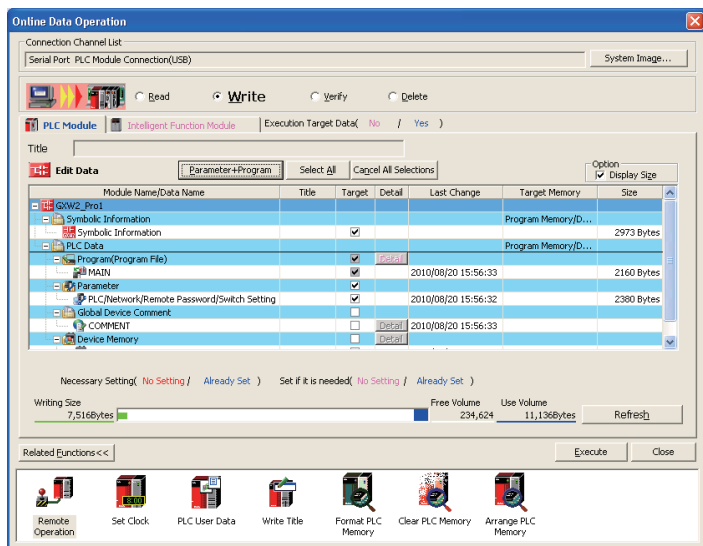 Online Data Operation
Connection Channel List
Serial Port PLC Module Connection(USB)
System Image...
Read
Write
Verify
Delete
PLC Module
Intelligent Function Module
Execution Target Data( No / Yes )
Title
Edit Data
Parameter+Program
Select All
Cancel All Selections
Option
Display Size
Module Name/Data Name Title Target Detail Last Change Target Memory Size
GXW2_Pro1
Symbolic Information Program Memory/D...
Symbolic Information 2973 Bytes
PLC Data Program Memory/D...
Program(Program File) Detail
MAIN 2010/08/20 15:56:33 2160 Bytes
Parameter
PLC/Network/Remote Password/Switch Setting 2010/08/20 15:56:32 2380 Bytes
Global Device Comment
COMMENT Detail 2010/08/20 15:56:33
Device Memory Detail
Necessary Setting( No Setting / Already Set ) Set if it is needed( No Setting / Already Set )
Writing Size Free Volume Use Volume
7,516Bytes 234,624 11,136Bytes
Refresh
Related Functions<<
Execute
Close
Remote Operation
Set Clock
PLC User Data
Write Title
Format PLC Memory
Clear PLC Memory
Arrange PLC Memory